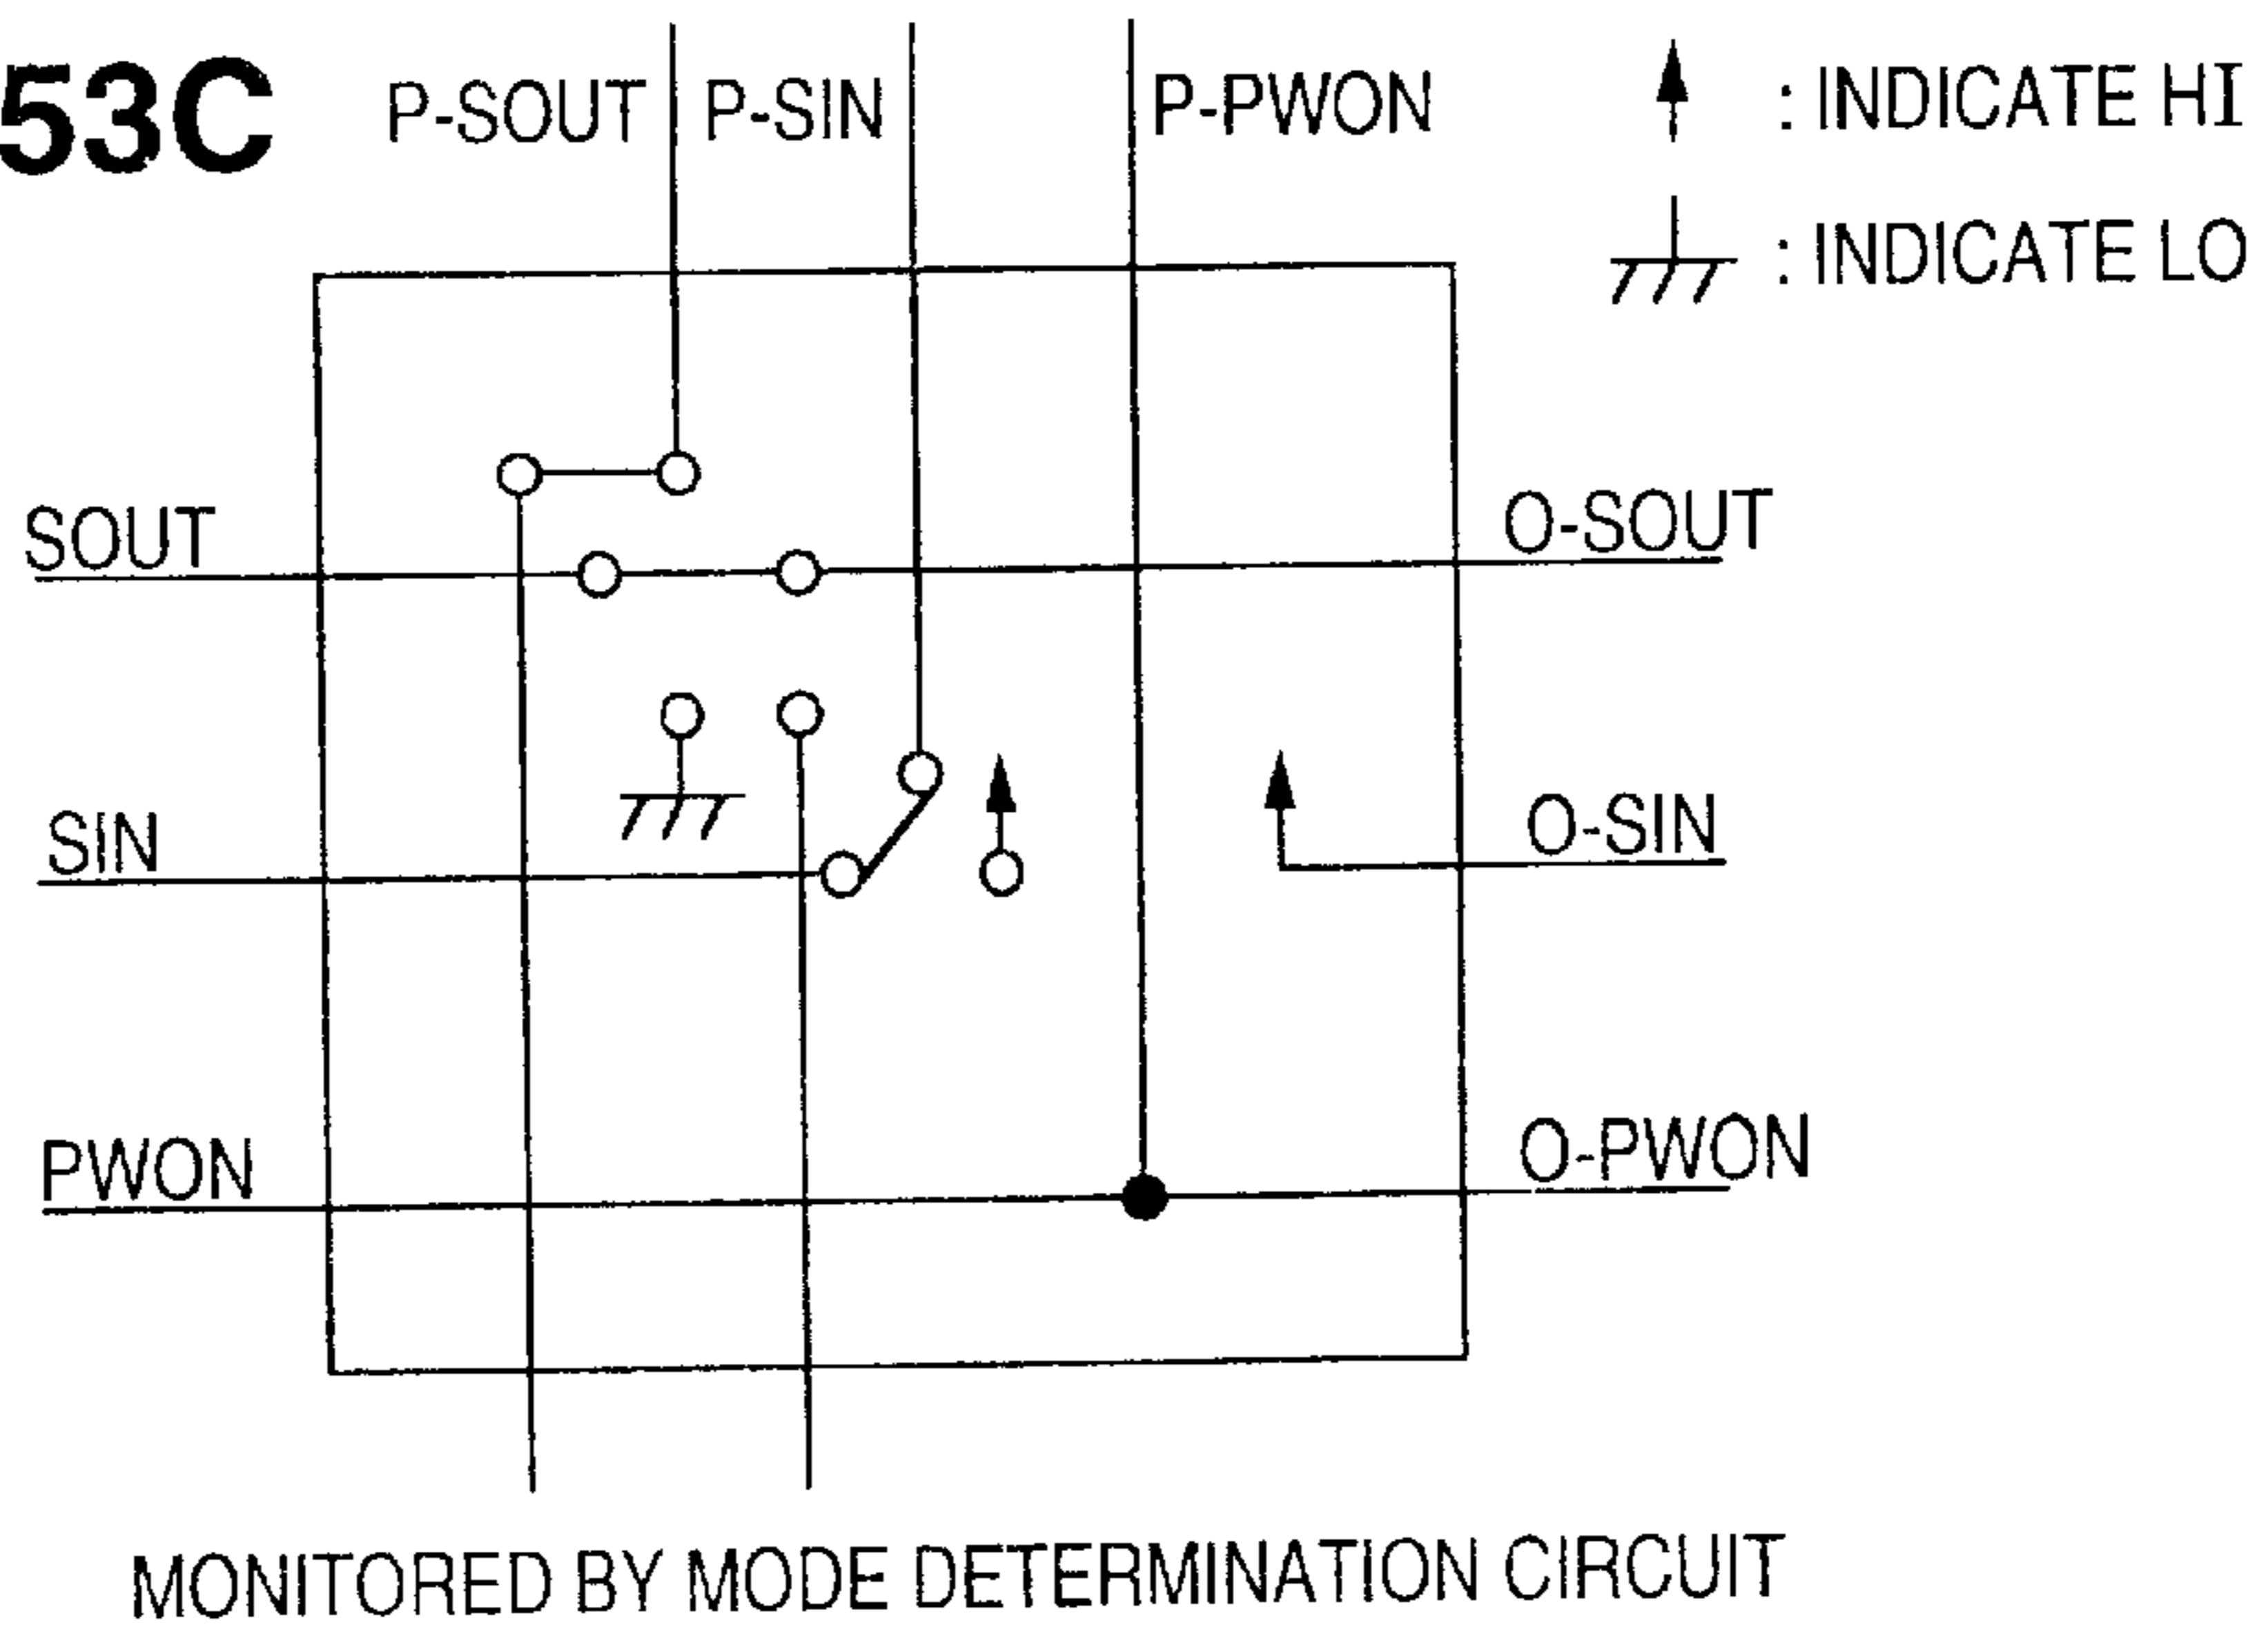 53C
P-SOUT
P-SIN
P-PWON
: INDICATE HI
: INDICATE LO
SOUT
O-SOUT
SIN
O-SIN
PWON
O-PWON
MONITORED BY MODE DETERMINATION CIRCUIT